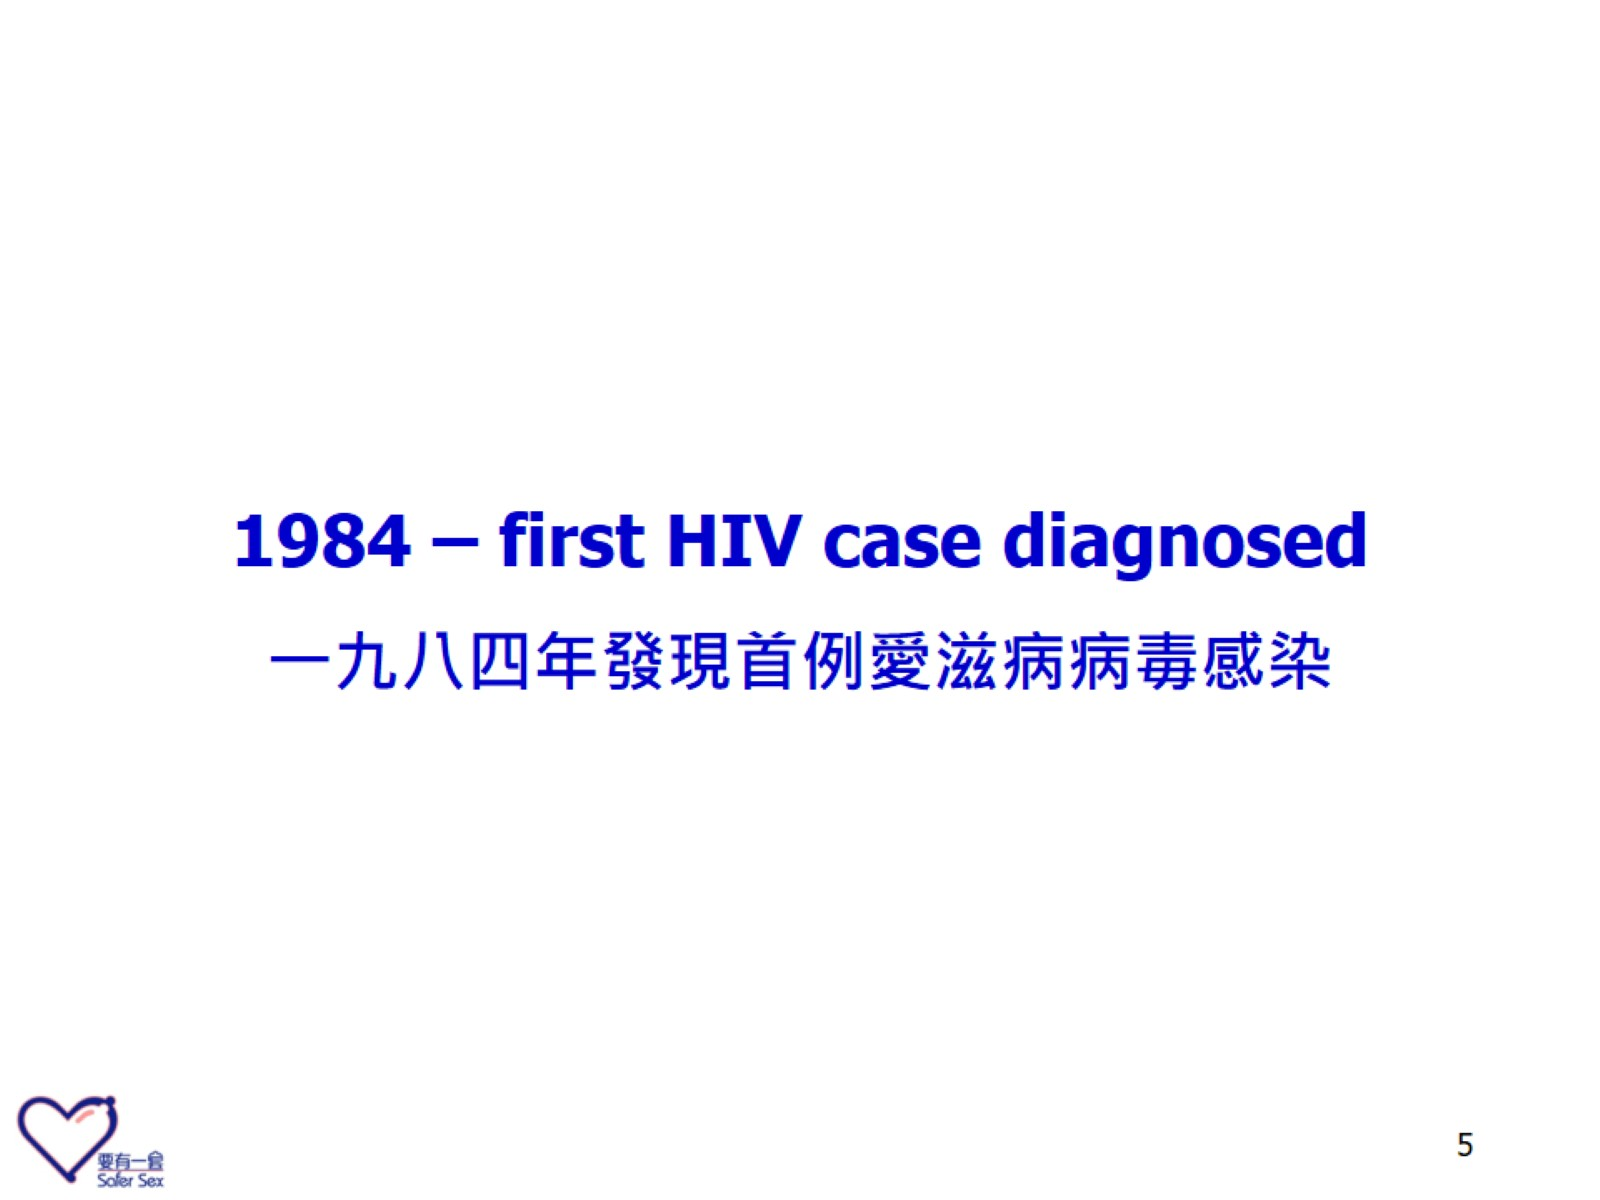 1984 – first HIV case diagnosed
一九八四年發現首例愛滋病病毒感染
要有一套
Safer Sex
5